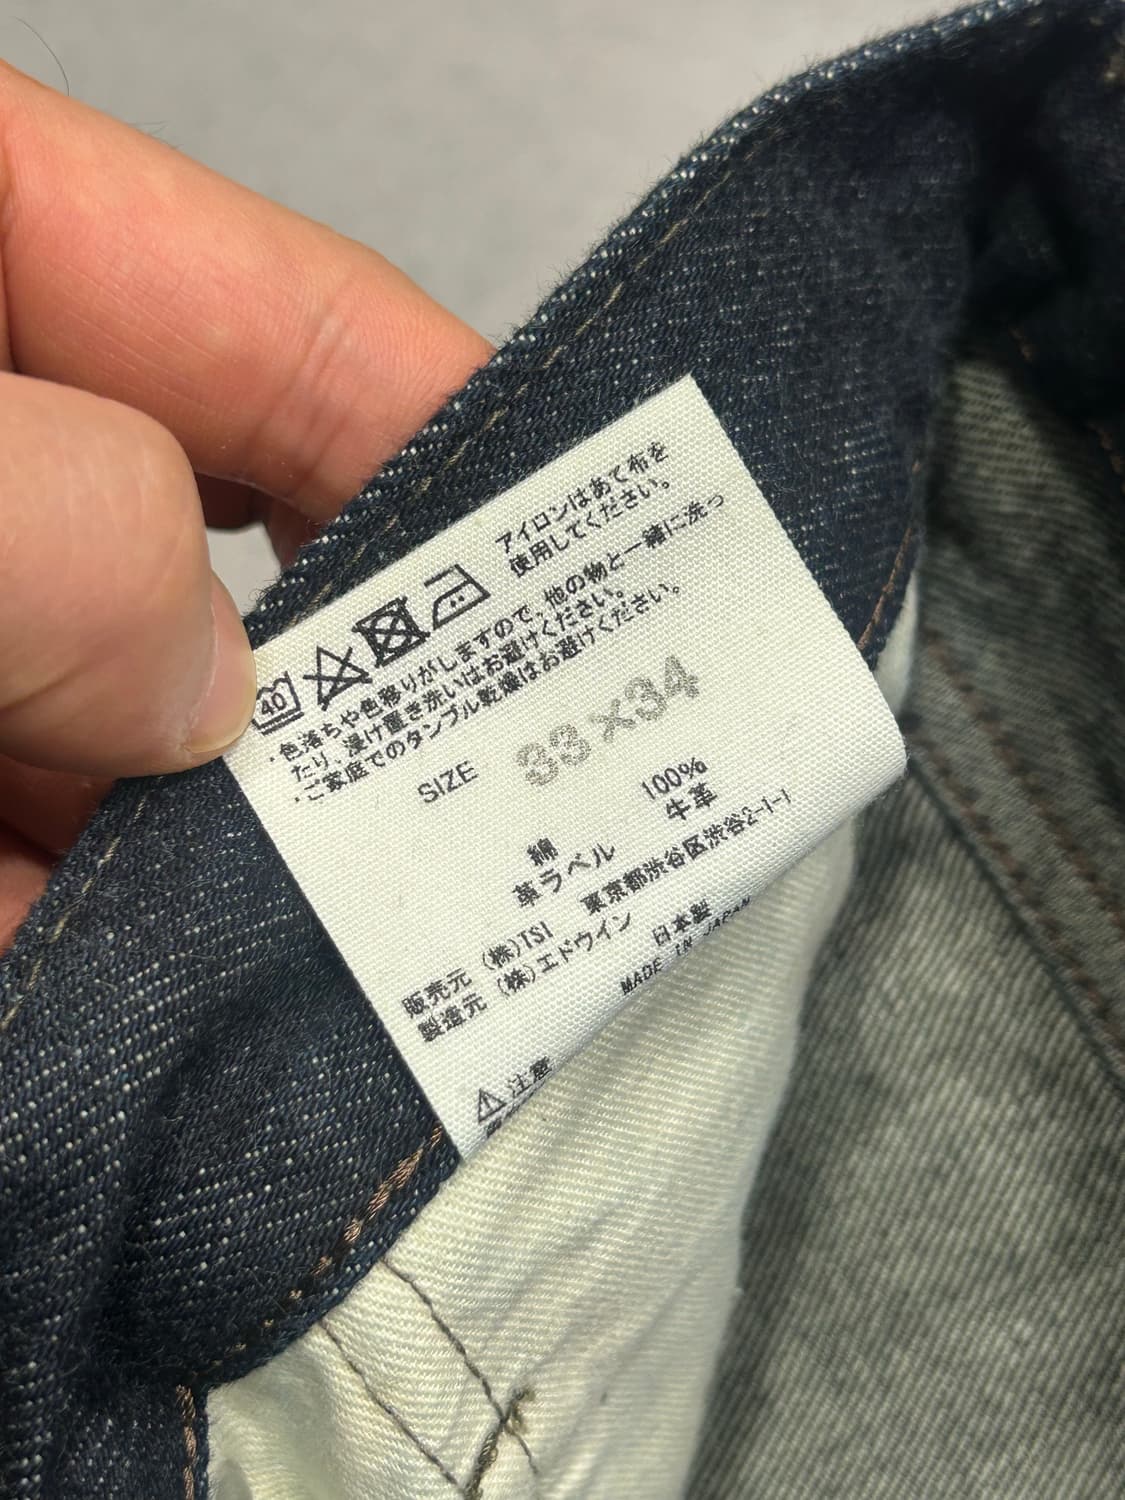 アイロンはあて布を
使用してください。
40
・色落ちや色移りがしますので、他の物と一緒に洗っ
たり、浸け置き洗いはお避けください。
・ご家庭でのタンブル乾燥はお避けください。
SIZE 33×34
綿 100%
革ラベル 牛革
販売元 (株)TSI 東京都渋谷区渋谷2-1-1
製造元 (株)エドウイン 日本製
MADE IN JAPAN
⚠注意